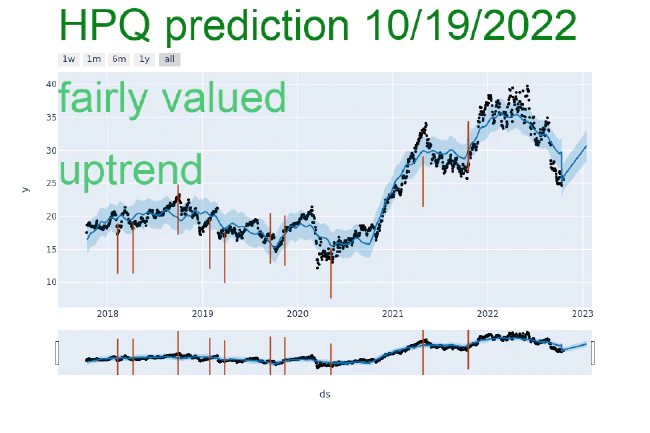 HPQ prediction 10/19/2022
1w 1m 6m 1y all
fairly valued
uptrend
40
35
30
25
20
15
10
y
2018 2019 2020 2021 2022 2023
ds